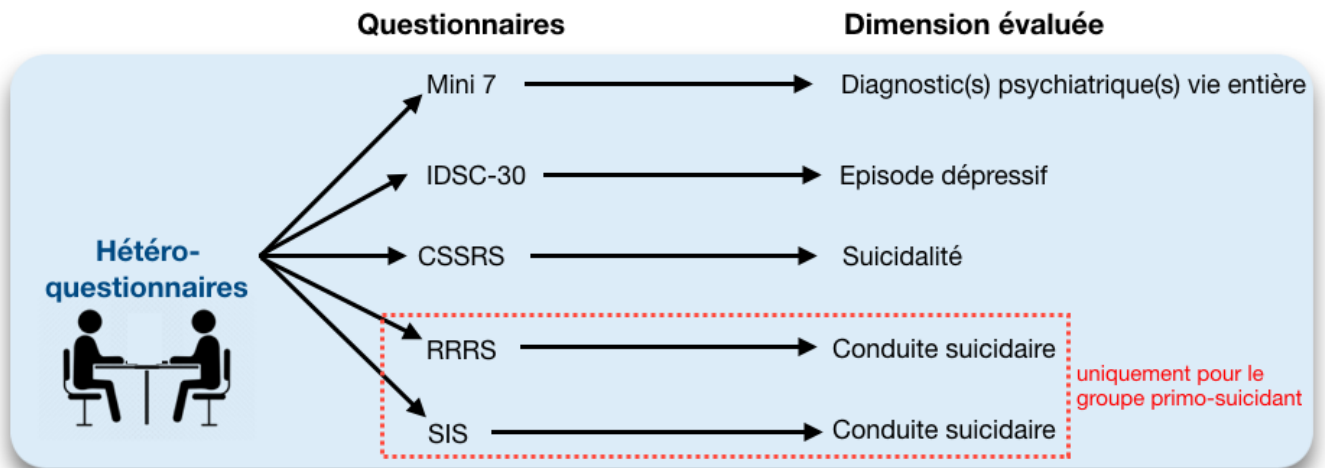 Questionnaires Dimension évaluée
Mini 7 Diagnostic(s) psychiatrique(s) vie entière
IDSC-30 Episode dépressif
Hétéro-
questionnaires
CSSRS Suicidalité
RRRS Conduite suicidaire
uniquement pour le
groupe primo-suicidant
SIS Conduite suicidaire